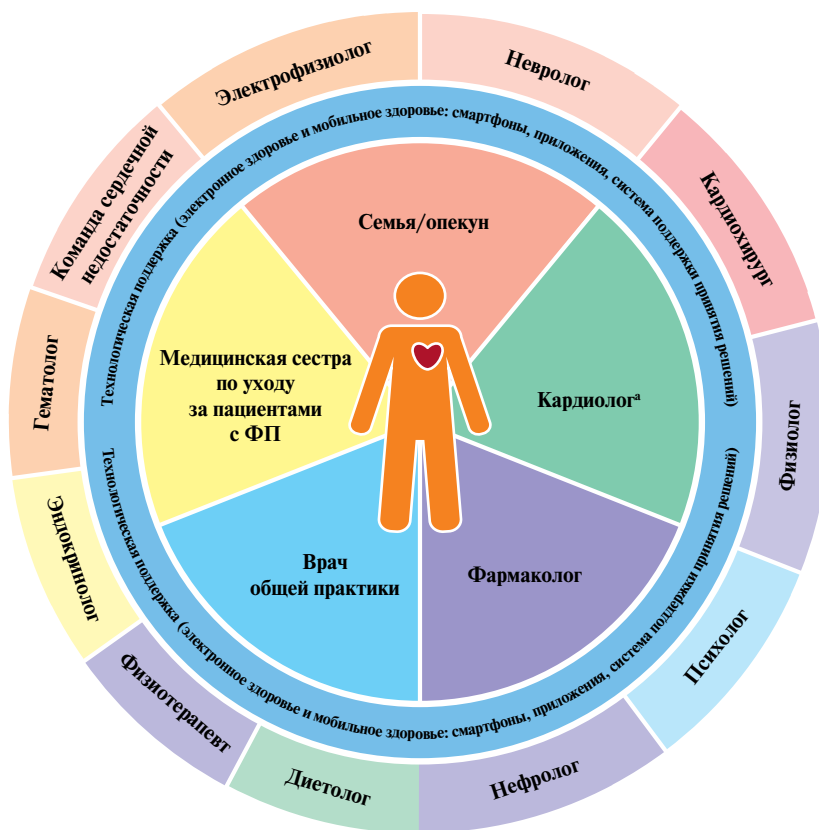 Электрофизиолог
Невролог
Кардиохирург
Физиолог
Психолог
Нефролог
Диетолог
Физиотерапевт
Эндокринолог
Гематолог
Команда сердечной
недостаточности
Технологическая поддержка (электронное здоровье и мобильное здоровье: смартфоны, приложения, система поддержки принятия решений)
Семья/опекун
Медицинская сестра
по уходу
за пациентами
с ФП
Кардиологᵃ
Врач
общей практики
Фармаколог
Технологическая поддержка (электронное здоровье и мобильное здоровье: смартфоны, приложения, система поддержки принятия решений)